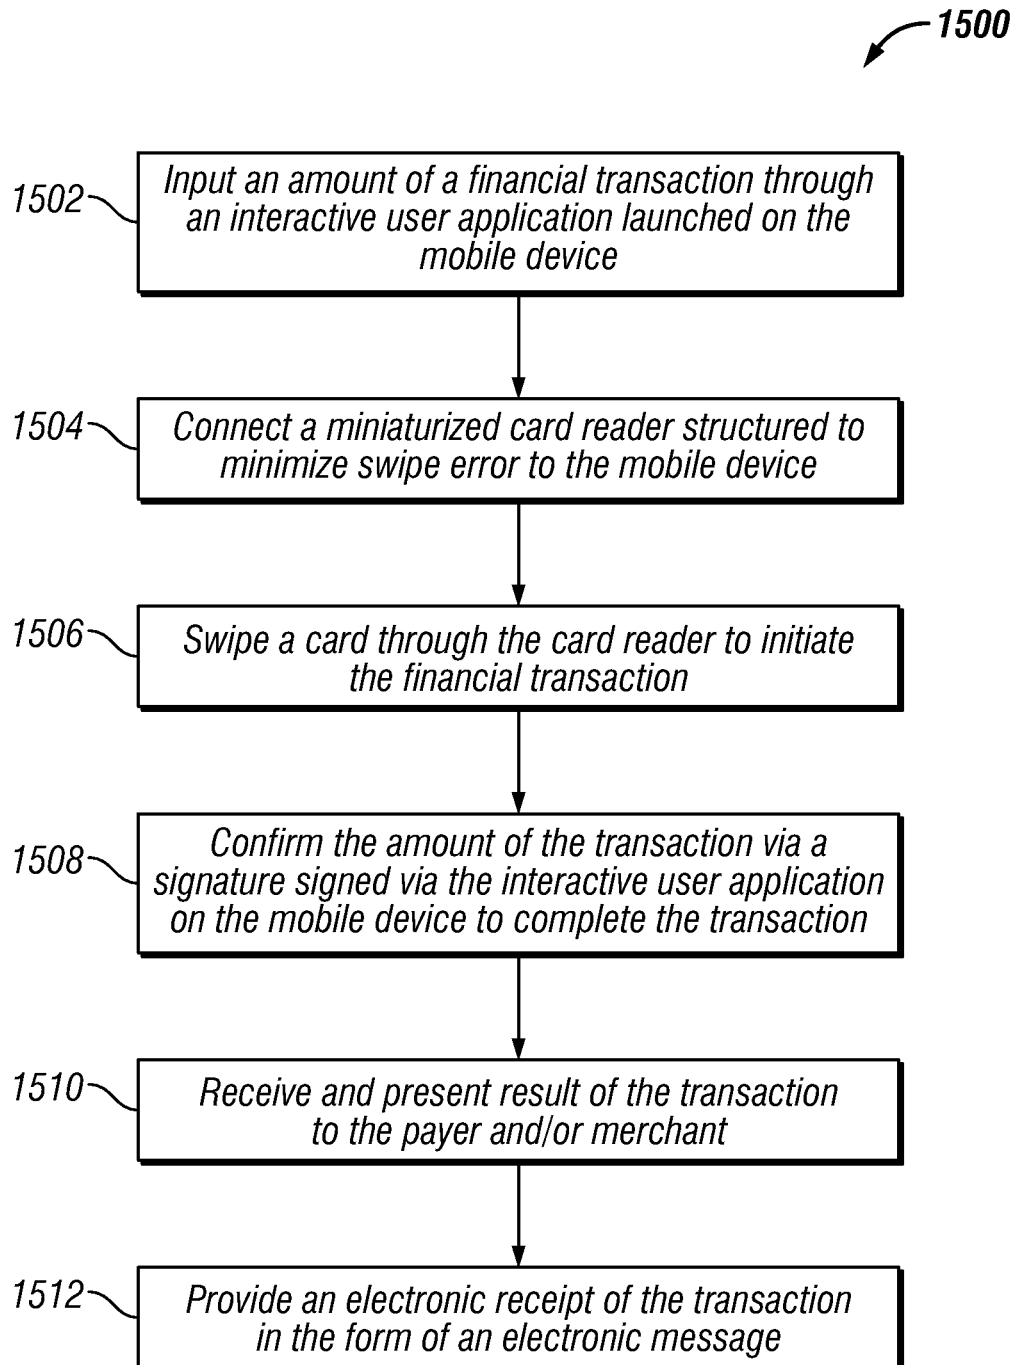 1500
1502
Input an amount of a financial transaction through
an interactive user application launched on the
mobile device
1504
Connect a miniaturized card reader structured to
minimize swipe error to the mobile device
1506
Swipe a card through the card reader to initiate
the financial transaction
1508
Confirm the amount of the transaction via a
signature signed via the interactive user application
on the mobile device to complete the transaction
1510
Receive and present result of the transaction
to the payer and/or merchant
1512
Provide an electronic receipt of the transaction
in the form of an electronic message